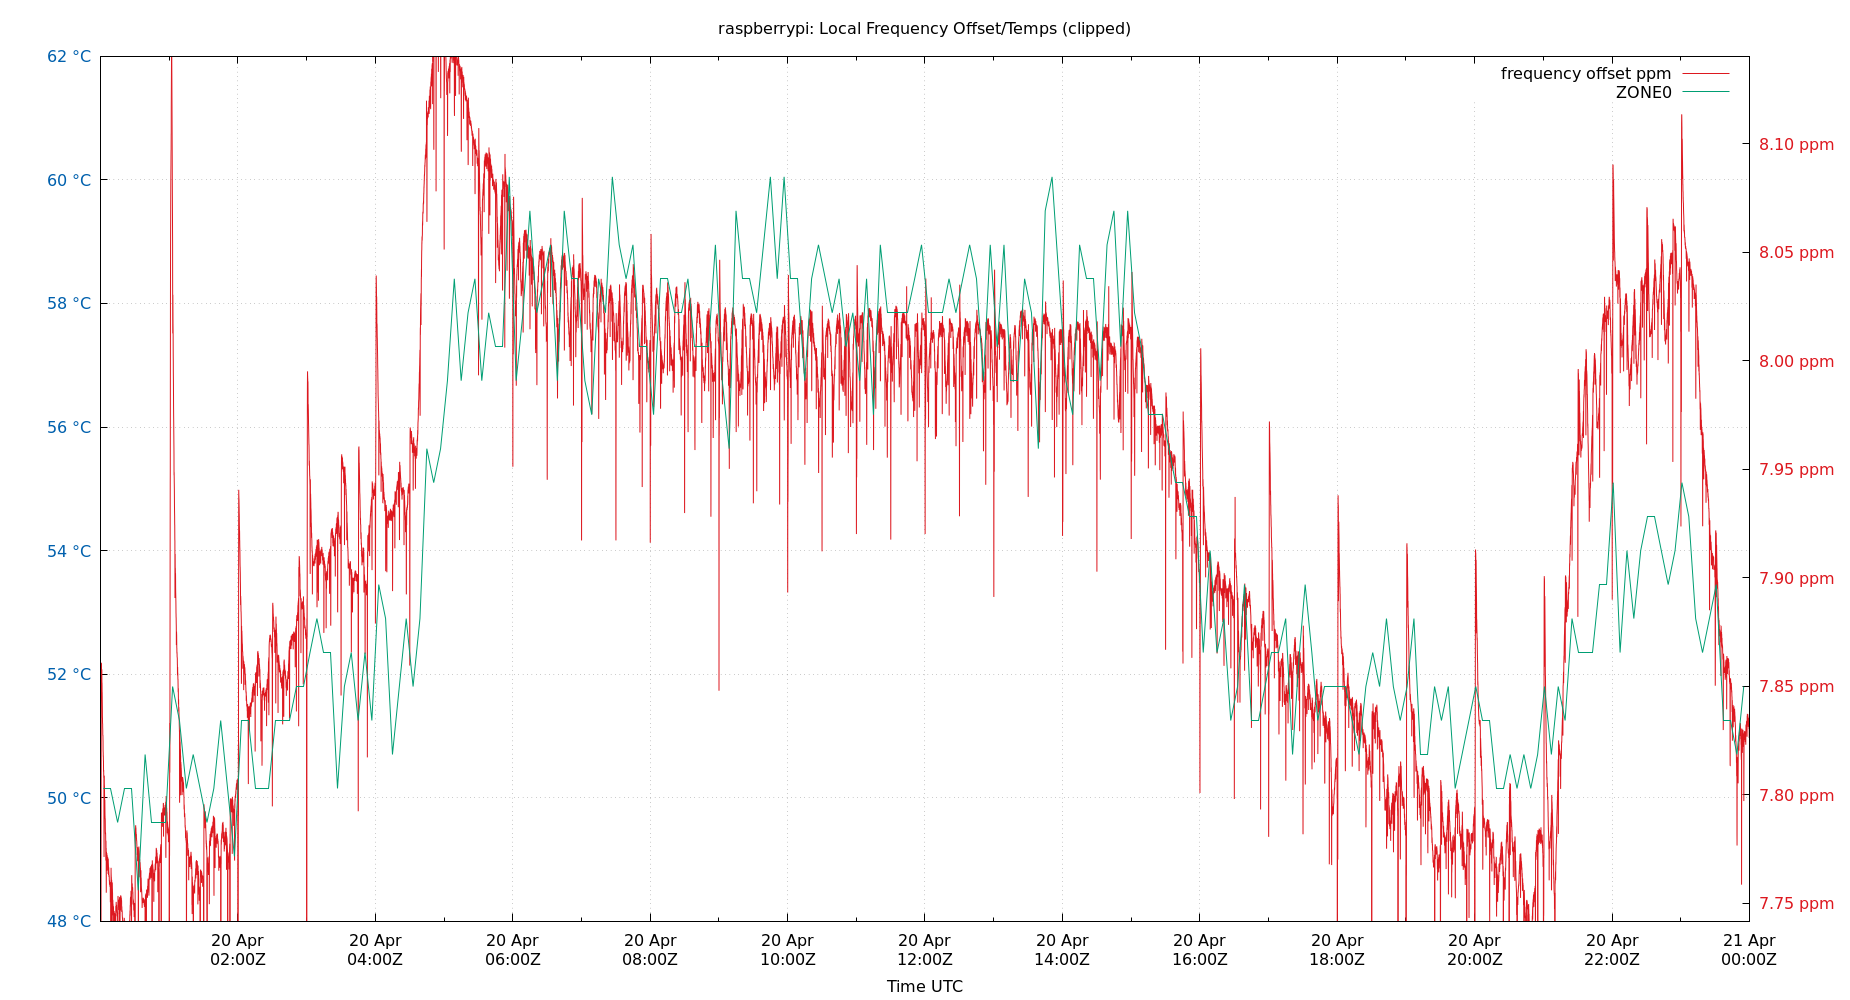 raspberrypi: Local Frequency Offset/Temps (clipped)
frequency offset ppm
ZONE0
62 °C
60 °C
58 °C
56 °C
54 °C
52 °C
50 °C
48 °C
8.10 ppm
8.05 ppm
8.00 ppm
7.95 ppm
7.90 ppm
7.85 ppm
7.80 ppm
7.75 ppm
20 Apr 20 Apr 20 Apr 20 Apr 20 Apr 20 Apr 20 Apr 20 Apr 20 Apr 20 Apr 20 Apr 21 Apr
02:00Z 04:00Z 06:00Z 08:00Z 10:00Z 12:00Z 14:00Z 16:00Z 18:00Z 20:00Z 22:00Z 00:00Z
Time UTC